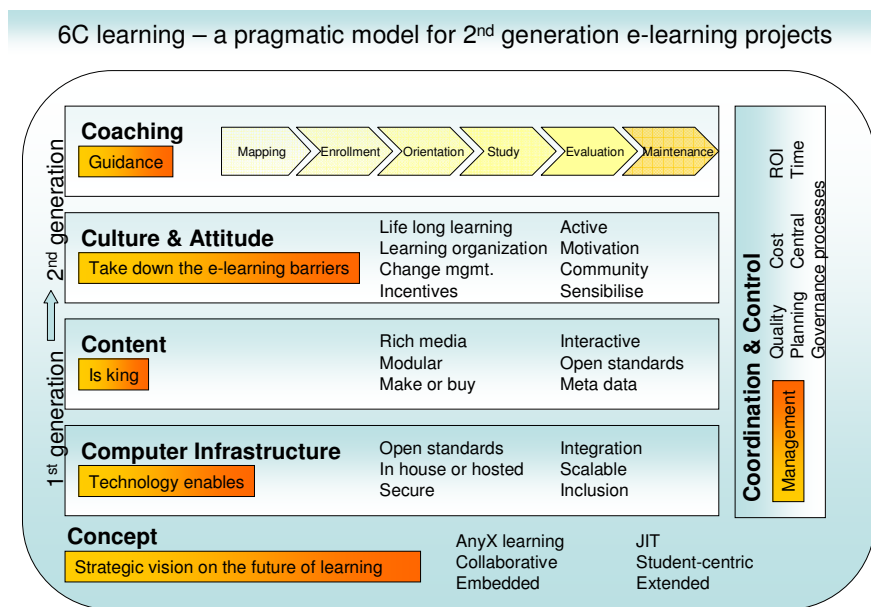 6C learning – a pragmatic model for 2nd generation e-learning projects
1st generation → 2nd generation
Coaching
Guidance
Mapping
Enrollment
Orientation
Study
Evaluation
Maintenance
Culture & Attitude
Take down the e-learning barriers
Life long learning
Learning organization
Change mgmt.
Incentives
Active
Motivation
Community
Sensibilise
Content
Is king
Rich media
Modular
Make or buy
Interactive
Open standards
Meta data
Computer Infrastructure
Technology enables
Open standards
In house or hosted
Secure
Integration
Scalable
Inclusion
Concept
Strategic vision on the future of learning
AnyX learning
Collaborative
Embedded
JIT
Student-centric
Extended
Coordination & Control
Management
Quality Cost ROI
Planning Central Time
Governance processes